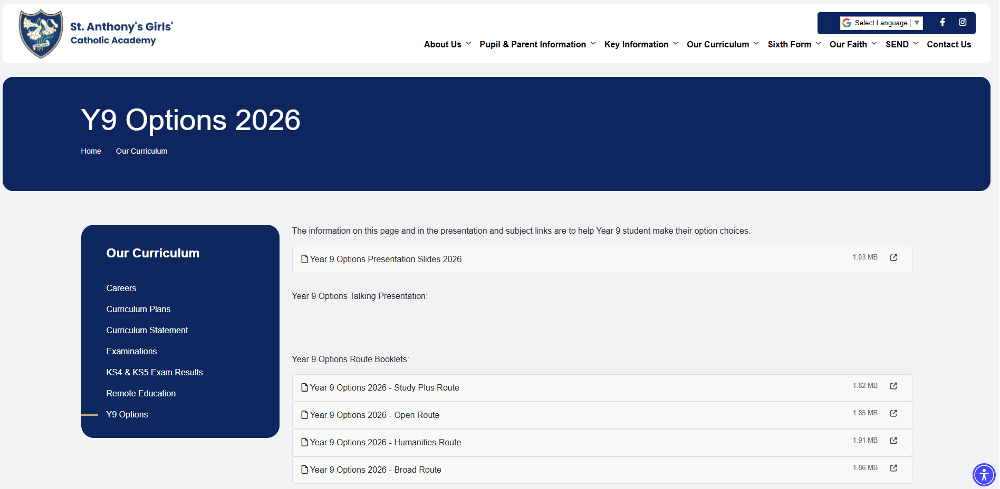 St. Anthony's Girls'
Catholic Academy
Select Language ▼
About Us
Pupil & Parent Information
Key Information
Our Curriculum
Sixth Form
Our Faith
SEND
Contact Us
Y9 Options 2026
Home
Our Curriculum
Our Curriculum
Careers
Curriculum Plans
Curriculum Statement
Examinations
KS4 & KS5 Exam Results
Remote Education
Y9 Options
The information on this page and in the presentation and subject links are to help Year 9 student make their option choices.
Year 9 Options Presentation Slides 2026 1.03 MB
Year 9 Options Talking Presentation:
Year 9 Options Route Booklets:
Year 9 Options 2026 - Study Plus Route 1.82 MB
Year 9 Options 2026 - Open Route 1.85 MB
Year 9 Options 2026 - Humanities Route 1.91 MB
Year 9 Options 2026 - Broad Route 1.86 MB